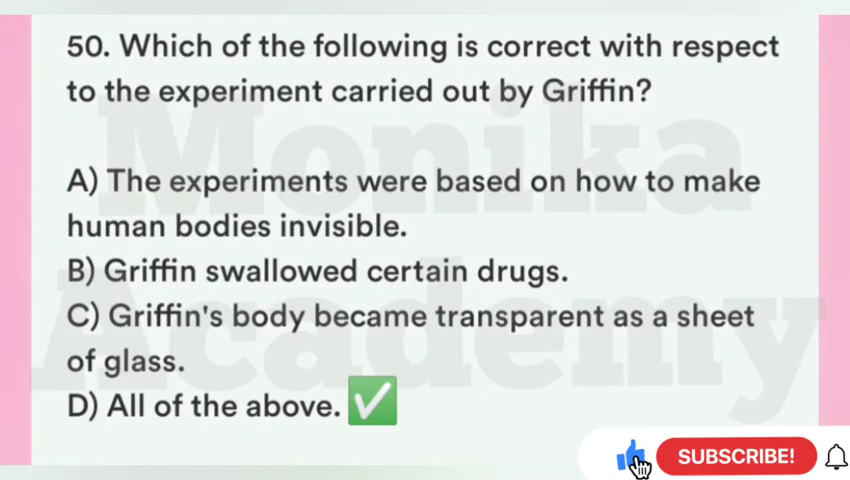 50. Which of the following is correct with respect
to the experiment carried out by Griffin?
A) The experiments were based on how to make
human bodies invisible.
B) Griffin swallowed certain drugs.
C) Griffin's body became transparent as a sheet
of glass.
D) All of the above. ✅
Monika
Academy
SUBSCRIBE!